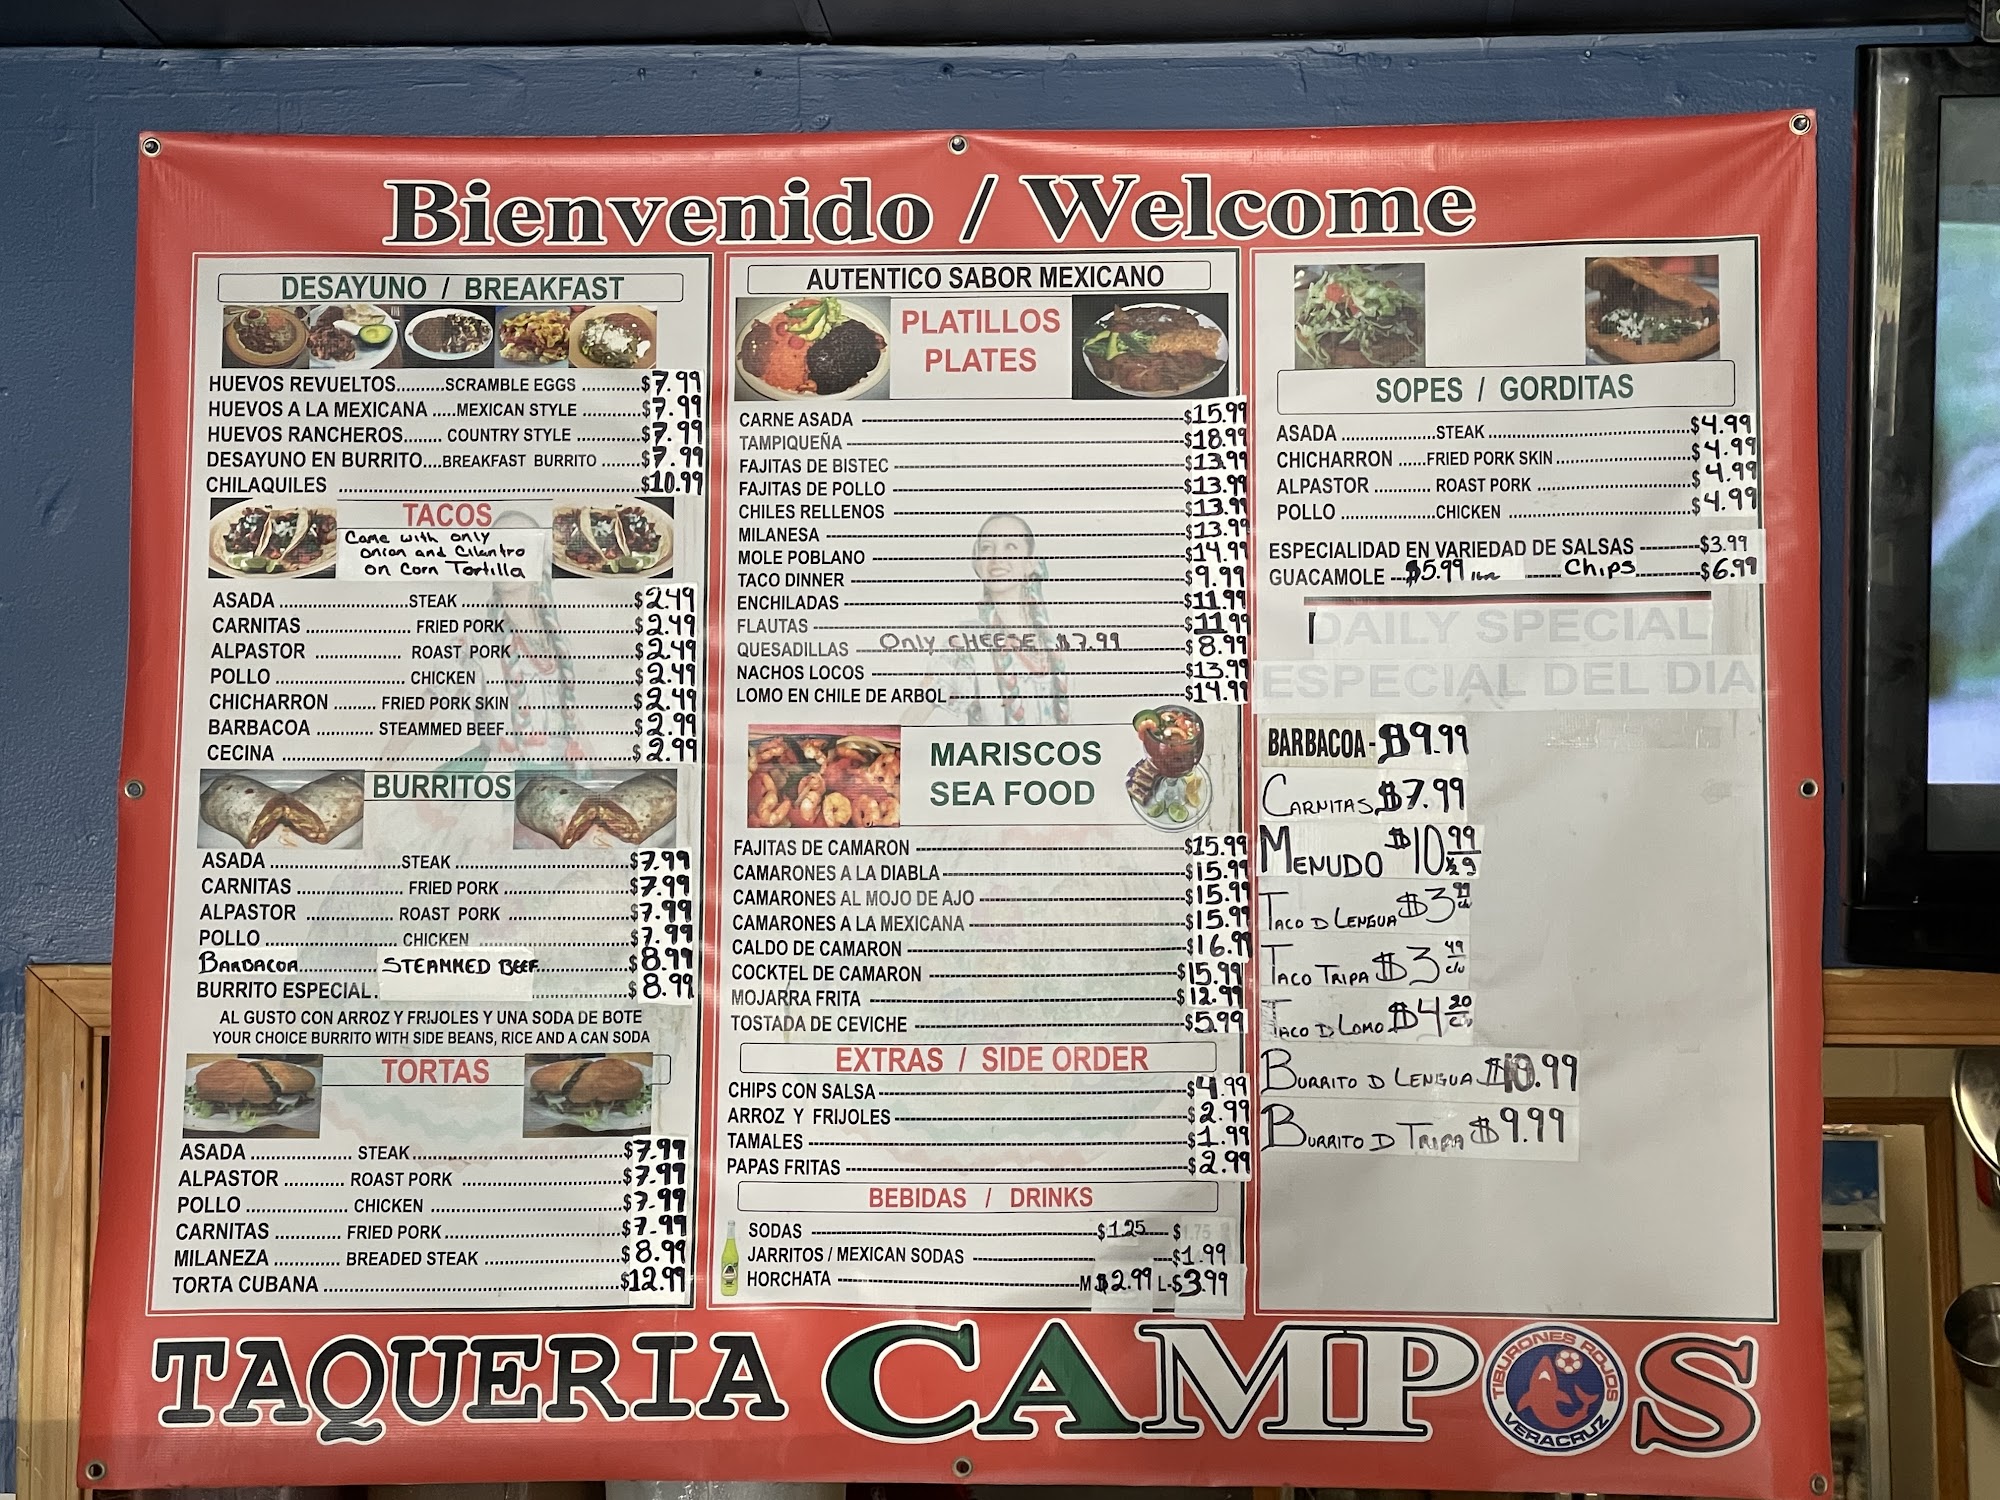 Bienvenido / Welcome
DESAYUNO / BREAKFAST
HUEVOS REVUELTOS.........SCRAMBLE EGGS ...........$7.99
HUEVOS A LA MEXICANA .....MEXICAN STYLE ...........$7.99
HUEVOS RANCHEROS........ COUNTRY STYLE ............$7.99
DESAYUNO EN BURRITO....BREAKFAST BURRITO ........$7.99
CHILAQUILES ..........$10.99
TACOS
Come with only
onion and Cilantro
on Corn Tortilla
ASADA ..........STEAK ..........$2.49
CARNITAS .......... FRIED PORK ..........$2.49
ALPASTOR .......... ROAST PORK ..........$2.49
POLLO .......... CHICKEN ..........$2.49
CHICHARRON ......... FRIED PORK SKIN ..........$2.49
BARBACOA ............ STEAMMED BEEF..........$2.99
CECINA ..........$2.99
BURRITOS
ASADA ..........STEAK ..........$7.99
CARNITAS .......... FRIED PORK ..........$7.99
ALPASTOR .......... ROAST PORK ..........$7.99
POLLO .......... CHICKEN ..........$7.99
BARBACOA.......... STEAMMED BEEF..........$8.99
BURRITO ESPECIAL. ..........$8.99
AL GUSTO CON ARROZ Y FRIJOLES Y UNA SODA DE BOTE
YOUR CHOICE BURRITO WITH SIDE BEANS, RICE AND A CAN SODA
TORTAS
ASADA .......... STEAK..........$7.99
ALPASTOR ............ ROAST PORK ..........$7.99
POLLO .......... CHICKEN ..........$7.99
CARNITAS .......... FRIED PORK ..........$7.99
MILANEZA ............. BREADED STEAK ..........$8.99
TORTA CUBANA ..........$12.99
AUTENTICO SABOR MEXICANO
PLATILLOS
PLATES
CARNE ASADA ----------$15.99
TAMPIQUEÑA ----------$18.99
FAJITAS DE BISTEC ----------$13.99
FAJITAS DE POLLO ----------$13.99
CHILES RELLENOS ----------$13.99
MILANESA ----------$13.99
MOLE POBLANO ----------$14.99
TACO DINNER ----------$9.99
ENCHILADAS ----------$11.99
FLAUTAS ----------$11.99
QUESADILLAS Only CHEESE $7.99 ----------$8.99
NACHOS LOCOS ----------$13.99
LOMO EN CHILE DE ARBOL ----------$14.99
MARISCOS
SEA FOOD
FAJITAS DE CAMARON ----------$15.99
CAMARONES A LA DIABLA----------$15.99
CAMARONES AL MOJO DE AJO ----------$15.99
CAMARONES A LA MEXICANA ----------$15.99
CALDO DE CAMARON ----------$16.99
COCKTEL DE CAMARON ----------$15.99
MOJARRA FRITA ----------$12.99
TOSTADA DE CEVICHE ----------$5.99
EXTRAS / SIDE ORDER
CHIPS CON SALSA----------$4.99
ARROZ Y FRIJOLES----------$2.99
TAMALES ----------$1.99
PAPAS FRITAS ----------$2.99
BEBIDAS / DRINKS
SODAS ----------$1.25----- $1.75
JARRITOS / MEXICAN SODAS ----------$1.99
HORCHATA ----------M $2.99 L-$3.99
SOPES / GORDITAS
ASADA ..........STEAK ..........$4.99
CHICHARRON ......FRIED PORK SKIN ..........$4.99
ALPASTOR ........... ROAST PORK ..........$4.99
POLLO ..........CHICKEN ..........$4.99
ESPECIALIDAD EN VARIEDAD DE SALSAS ----------$3.99
GUACAMOLE ---$5.99 ...... Chips..........$6.99
DAILY SPECIAL
ESPECIAL DEL DIA
BARBACOA - $9.99
CARNITAS $7.99
MENUDO $10.99
TACO D LENGUA $3.99 c/u
TACO TRIPA $3.49 c/u
TACO D LOMO $4.20 c/u
BURRITO D LENGUA $10.99
BURRITO D TRIPA $9.99
TAQUERIA CAMPOS
TIBURONES ROJOS
VERACRUZ